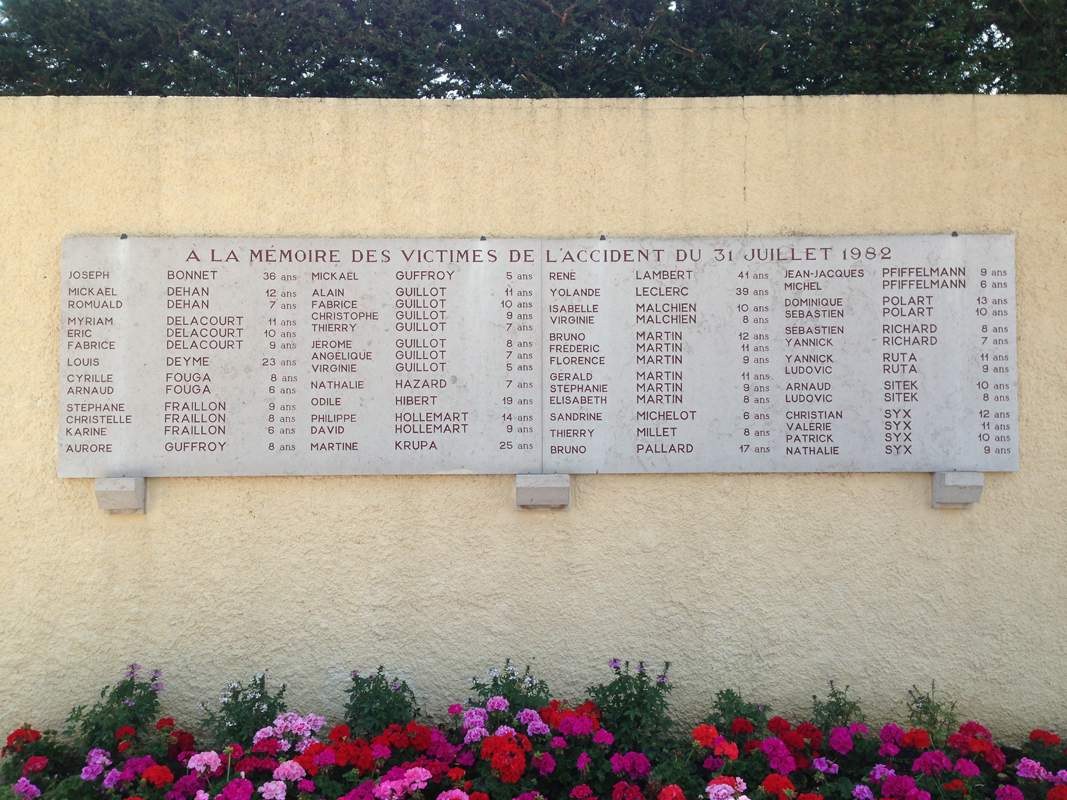 À LA MÉMOIRE DES VICTIMES DE L'ACCIDENT DU 31 JUILLET 1982
JOSEPH BONNET 36 ans
MICKAËL DEHAN 12 ans
ROMUALD DEHAN 7 ans
MYRIAM DELACOURT 11 ans
ERIC DELACOURT 10 ans
FABRICE DELACOURT 9 ans
LOUIS DEYME 23 ans
CYRILLE FOUGA 8 ans
ARNAUD FOUGA 6 ans
STEPHANE FRAILLON 9 ans
CHRISTELLE FRAILLON 8 ans
KARINE FRAILLON 6 ans
AURORE GUFFROY 8 ans
MICKAËL GUFFROY 5 ans
ALAIN GUILLOT 11 ans
FABRICE GUILLOT 10 ans
CHRISTOPHE GUILLOT 9 ans
THIERRY GUILLOT 7 ans
JÉROME GUILLOT 8 ans
ANGÉLIQUE GUILLOT 7 ans
VIRGINIE GUILLOT 5 ans
NATHALIE HAZARD 7 ans
ODILE HIBERT 19 ans
PHILIPPE HOLLEMART 14 ans
DAVID HOLLEMART 9 ans
MARTINE KRUPA 25 ans
RENÉ LAMBERT 41 ans
YOLANDE LECLERC 39 ans
ISABELLE MALCHIEN 10 ans
VIRGINIE MALCHIEN 8 ans
BRUNO MARTIN 12 ans
FRÉDÉRIC MARTIN 11 ans
FLORENCE MARTIN 9 ans
GÉRALD MARTIN 11 ans
STÉPHANIE MARTIN 9 ans
ELISABETH MARTIN 8 ans
SANDRINE MICHELOT 6 ans
THIERRY MILLET 8 ans
BRUNO PALLARD 17 ans
JEAN-JACQUES PFIFFELMANN 9 ans
MICHEL PFIFFELMANN 6 ans
DOMINIQUE POLART 13 ans
SÉBASTIEN POLART 10 ans
SÉBASTIEN RICHARD 8 ans
YANNICK RICHARD 7 ans
YANNICK RUTA 11 ans
LUDOVIC RUTA 9 ans
ARNAUD SITEK 10 ans
LUDOVIC SITEK 8 ans
CHRISTIAN SYX 12 ans
VALERIE SYX 11 ans
PATRICK SYX 10 ans
NATHALIE SYX 9 ans